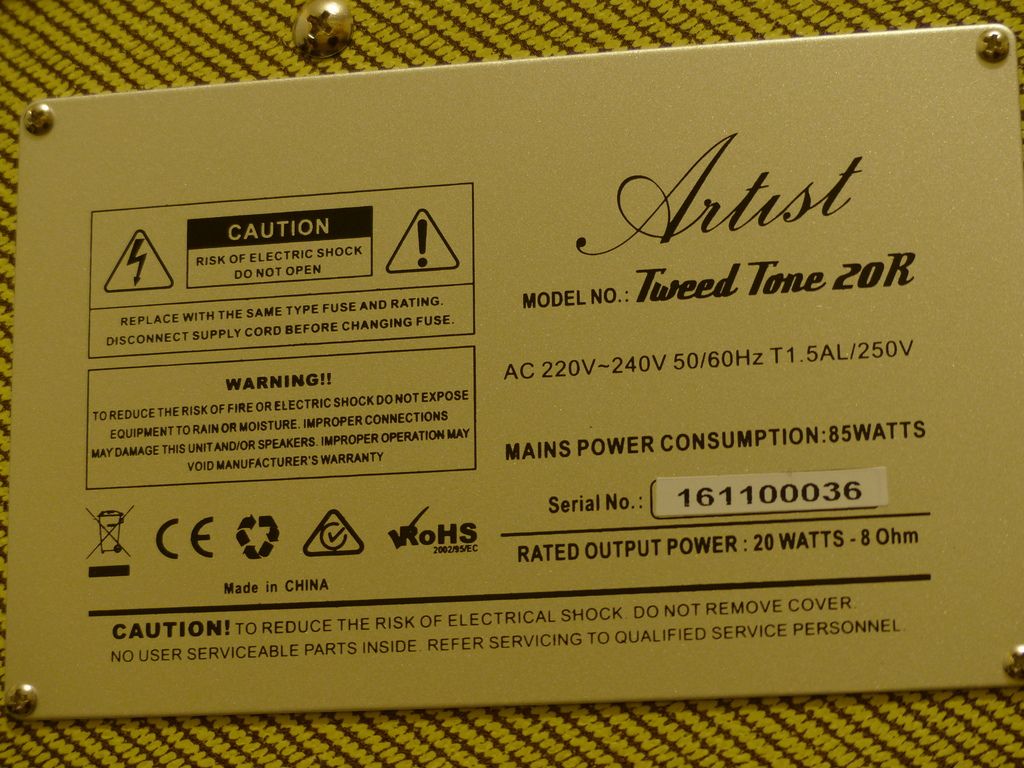 CAUTION
RISK OF ELECTRIC SHOCK
DO NOT OPEN
REPLACE WITH THE SAME TYPE FUSE AND RATING.
DISCONNECT SUPPLY CORD BEFORE CHANGING FUSE.
WARNING!!
TO REDUCE THE RISK OF FIRE OR ELECTRIC SHOCK DO NOT EXPOSE
EQUIPMENT TO RAIN OR MOISTURE. IMPROPER CONNECTIONS
MAY DAMAGE THIS UNIT AND/OR SPEAKERS. IMPROPER OPERATION MAY
VOID MANUFACTURER'S WARRANTY
CE
RoHS
2002/95/EC
Made in CHINA
Artist
MODEL NO.: Tweed Tone 20R
AC 220V~240V 50/60Hz T1.5AL/250V
MAINS POWER CONSUMPTION:85WATTS
Serial No.: 161100036
RATED OUTPUT POWER : 20 WATTS - 8 Ohm
CAUTION! TO REDUCE THE RISK OF ELECTRICAL SHOCK. DO NOT REMOVE COVER.
NO USER SERVICEABLE PARTS INSIDE. REFER SERVICING TO QUALIFIED SERVICE PERSONNEL.